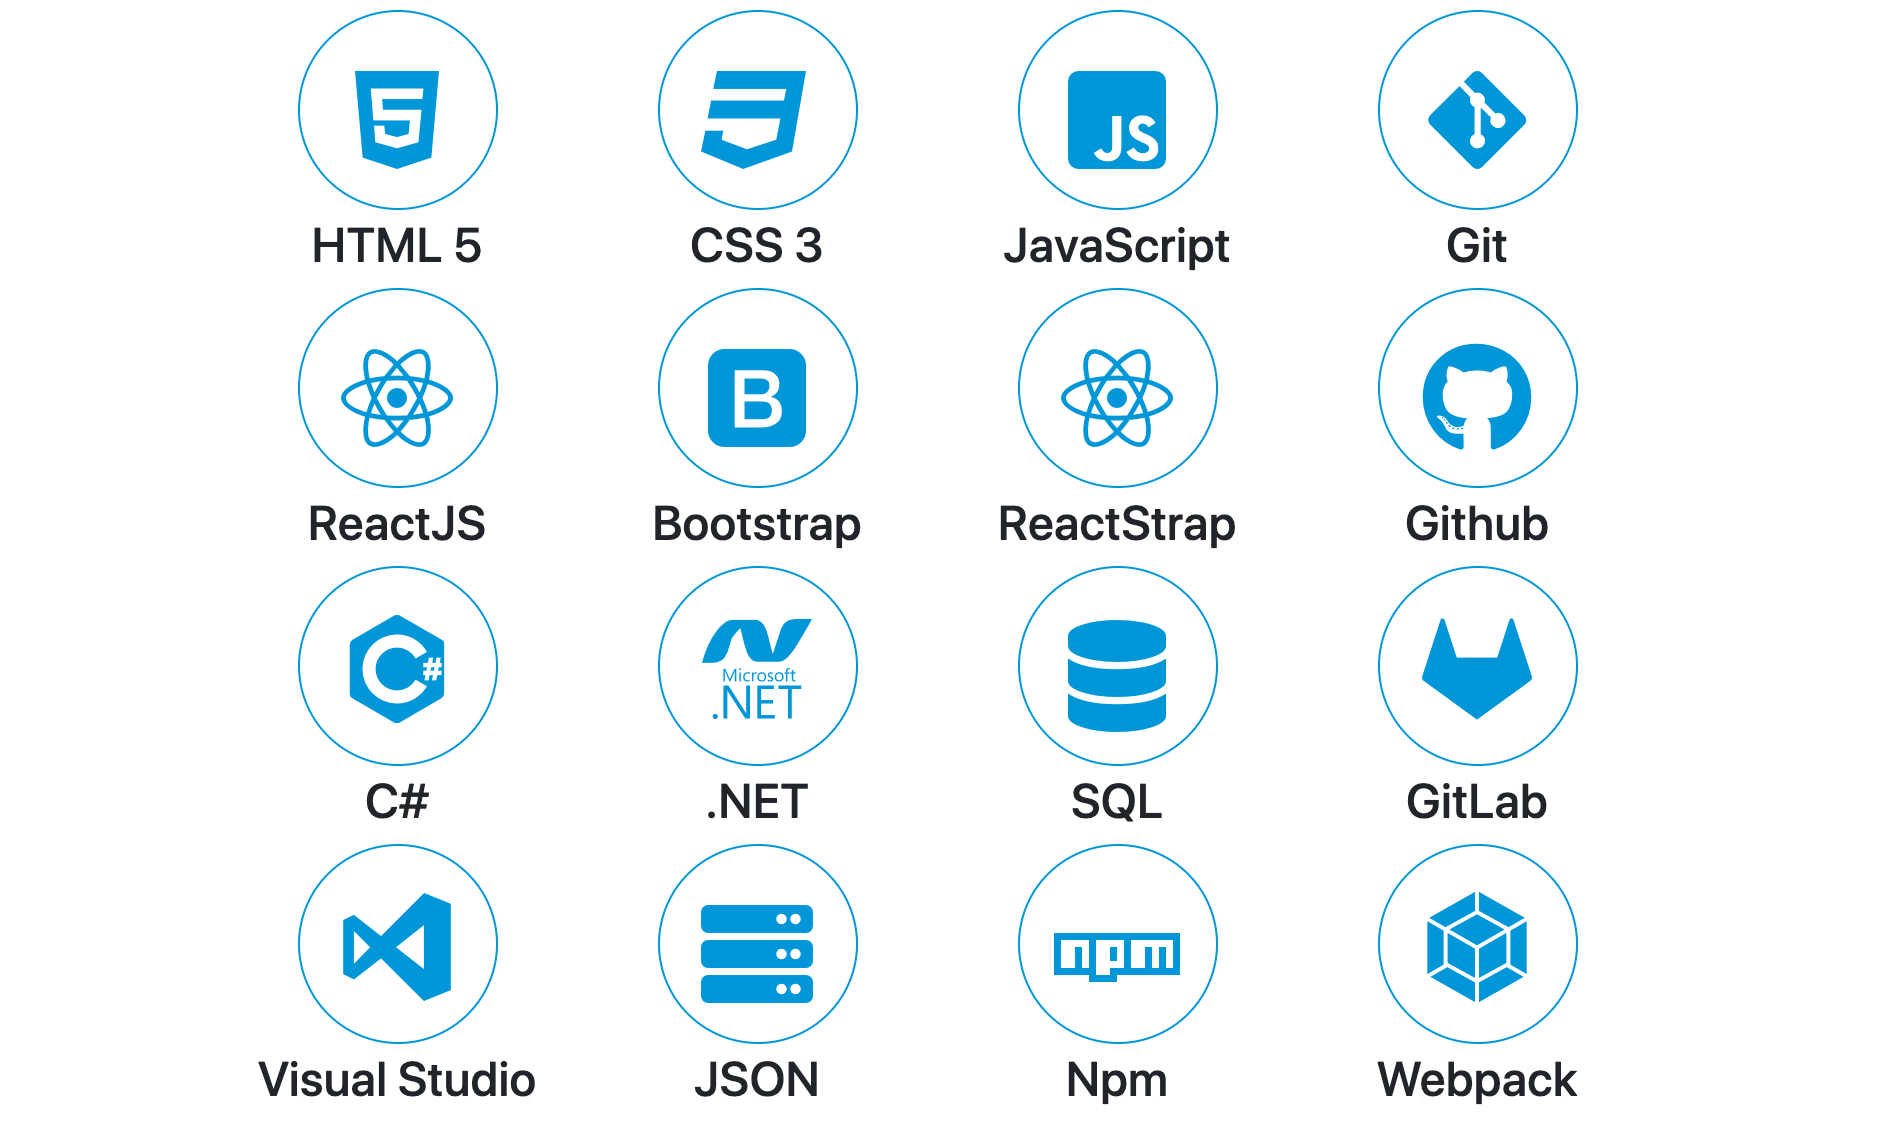 5
JS
HTML 5
CSS 3
JavaScript
Git
B
ReactJS
Bootstrap
ReactStrap
Github
C#
Microsoft
.NET
C#
.NET
SQL
GitLab
npm
Visual Studio
JSON
Npm
Webpack